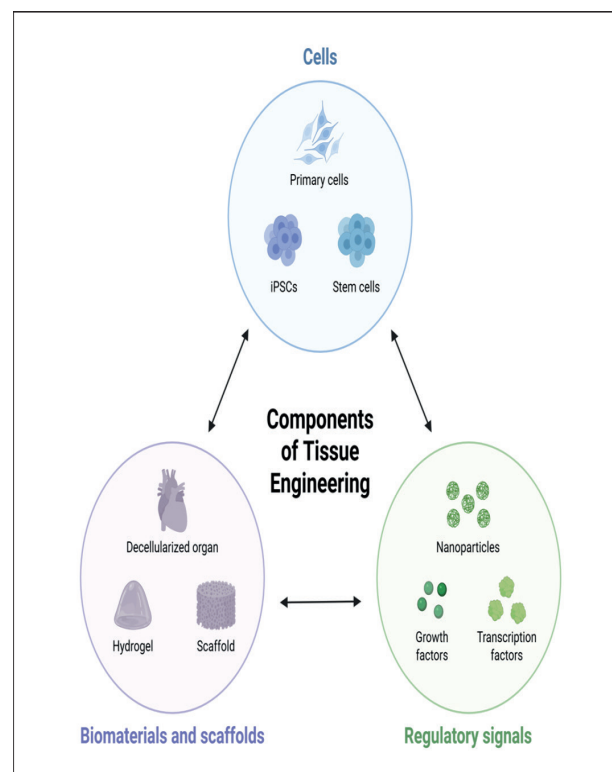 Cells
Primary cells
iPSCs
Stem cells
Components
of Tissue
Engineering
Decellularized organ
Hydrogel
Scaffold
Biomaterials and scaffolds
Nanoparticles
Growth
factors
Transcription
factors
Regulatory signals